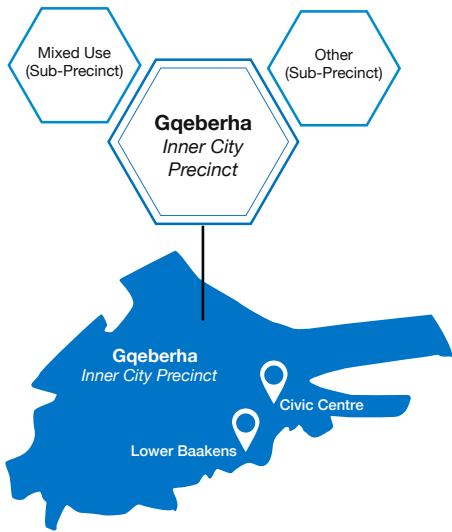 Mixed Use
(Sub-Precinct)
Other
(Sub-Precinct)
Gqeberha
Inner City
Precinct
Gqeberha
Inner City Precinct
Civic Centre
Lower Baakens